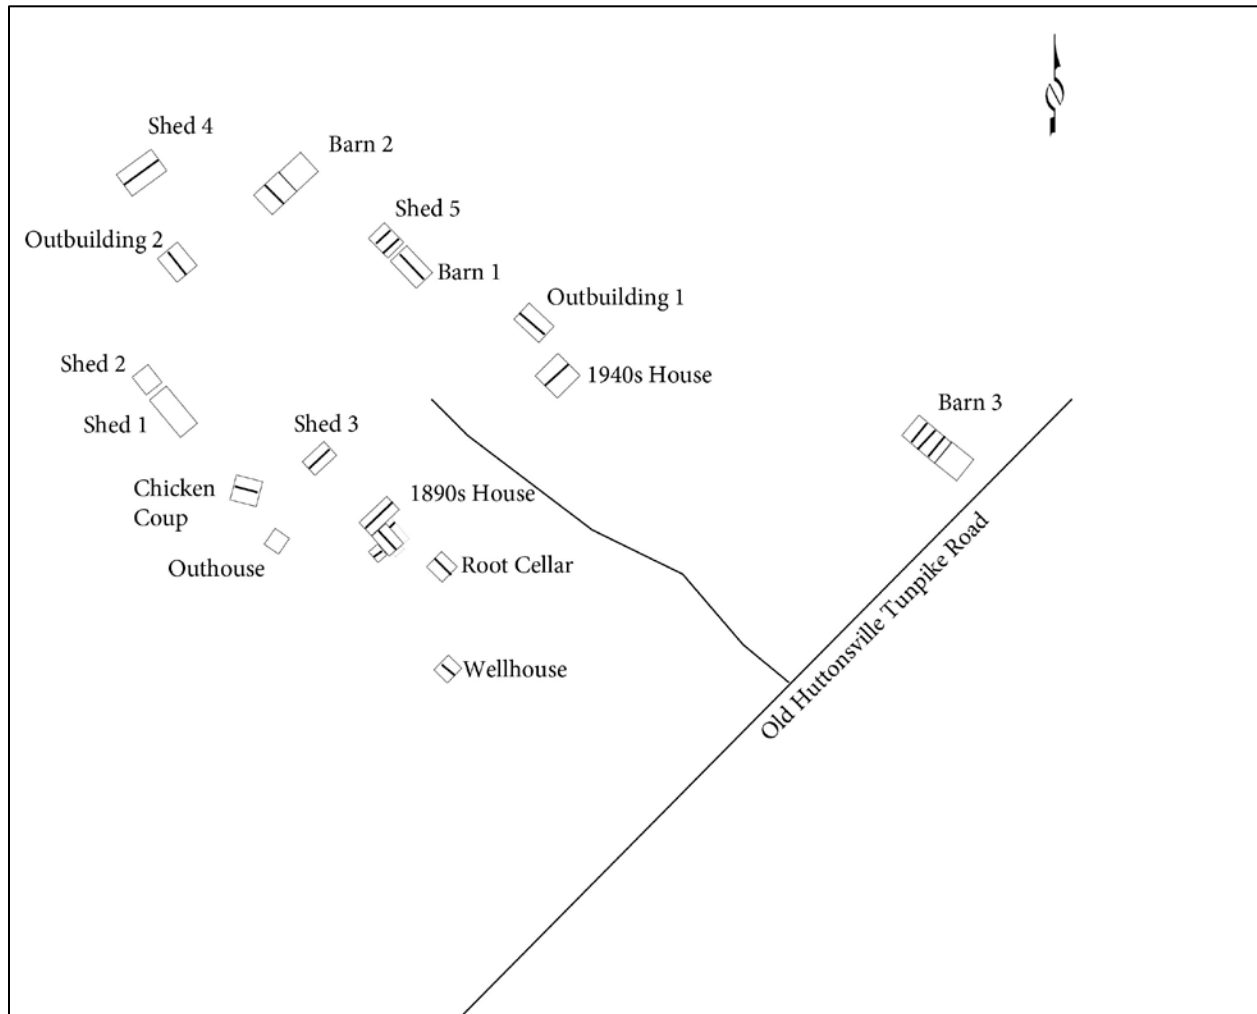 Shed 4
Barn 2
Shed 5
Outbuilding 2
Barn 1
Outbuilding 1
Shed 2
1940s House
Barn 3
Shed 1
Shed 3
Chicken
Coup
1890s House
Outhouse
Root Cellar
Wellhouse
Old Huttonsville Tunpike Road